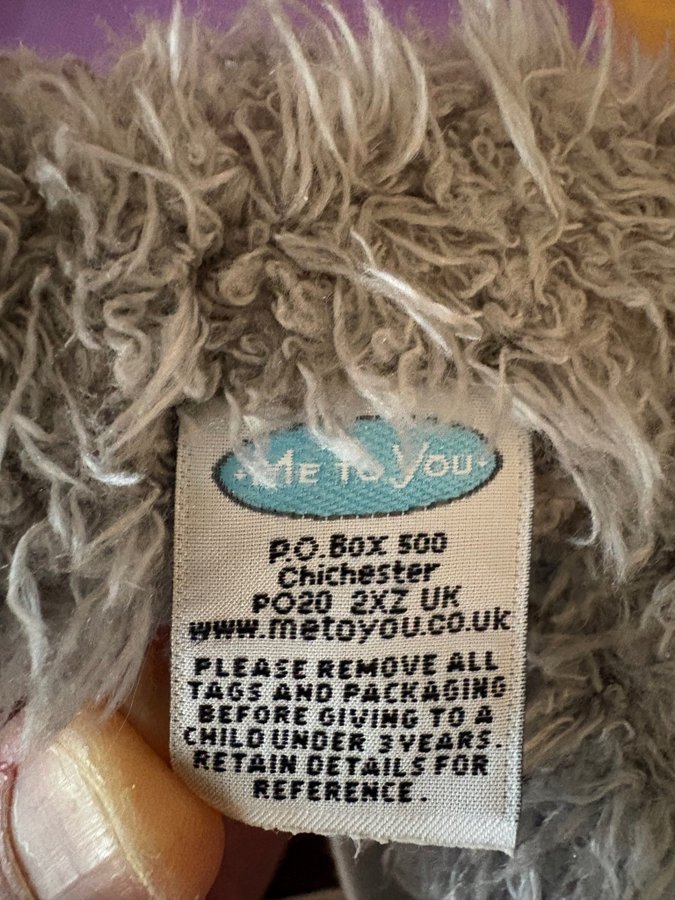 ·ME TO YOU·
P.O.BOX 500
Chichester
PO20 2XZ UK
www.metoyou.co.uk
PLEASE REMOVE ALL
TAGS AND PACKAGING
BEFORE GIVING TO A
CHILD UNDER 3 YEARS.
RETAIN DETAILS FOR
REFERENCE.